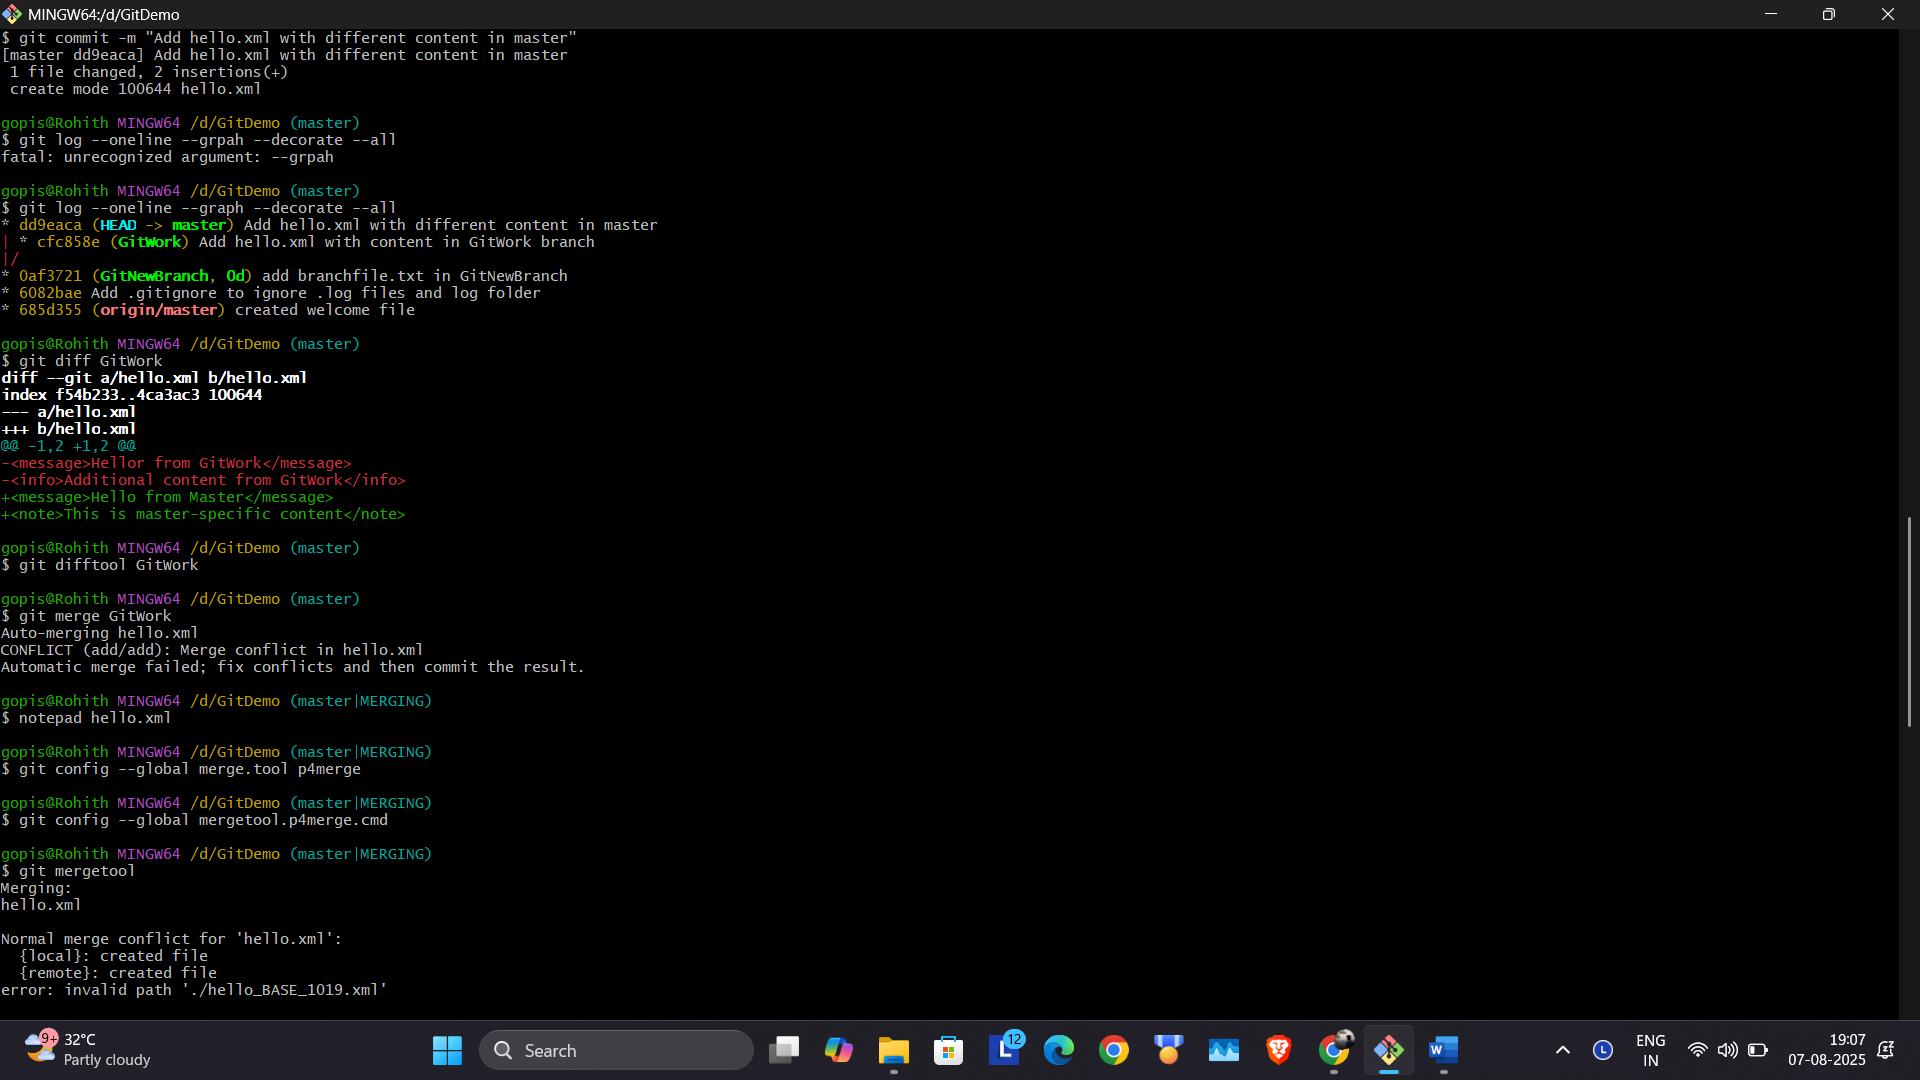 MINGW64:/d/GitDemo
$ git commit -m "Add hello.xml with different content in master"
[master dd9eaca] Add hello.xml with different content in master
 1 file changed, 2 insertions(+)
 create mode 100644 hello.xml
gopis@Rohith MINGW64 /d/GitDemo (master)
$ git log --oneline --grpah --decorate --all
fatal: unrecognized argument: --grpah
gopis@Rohith MINGW64 /d/GitDemo (master)
$ git log --oneline --graph --decorate --all
* dd9eaca (HEAD -> master) Add hello.xml with different content in master
| * cfc858e (GitWork) Add hello.xml with content in GitWork branch
|/
* 0af3721 (GitNewBranch, Od) add branchfile.txt in GitNewBranch
* 6082bae Add .gitignore to ignore .log files and log folder
* 685d355 (origin/master) created welcome file
gopis@Rohith MINGW64 /d/GitDemo (master)
$ git diff GitWork
diff --git a/hello.xml b/hello.xml
index f54b233..4ca3ac3 100644
--- a/hello.xml
+++ b/hello.xml
@@ -1,2 +1,2 @@
-<message>Hellor from GitWork</message>
-<info>Additional content from GitWork</info>
+<message>Hello from Master</message>
+<note>This is master-specific content</note>
gopis@Rohith MINGW64 /d/GitDemo (master)
$ git difftool GitWork
gopis@Rohith MINGW64 /d/GitDemo (master)
$ git merge GitWork
Auto-merging hello.xml
CONFLICT (add/add): Merge conflict in hello.xml
Automatic merge failed; fix conflicts and then commit the result.
gopis@Rohith MINGW64 /d/GitDemo (master|MERGING)
$ notepad hello.xml
gopis@Rohith MINGW64 /d/GitDemo (master|MERGING)
$ git config --global merge.tool p4merge
gopis@Rohith MINGW64 /d/GitDemo (master|MERGING)
$ git config --global mergetool.p4merge.cmd
gopis@Rohith MINGW64 /d/GitDemo (master|MERGING)
$ git mergetool
Merging:
hello.xml
Normal merge conflict for 'hello.xml':
  {local}: created file
  {remote}: created file
error: invalid path './hello_BASE_1019.xml'
9+
32°C
Partly cloudy
Search
L
12
W
L
ENG
IN
19:07
07-08-2025